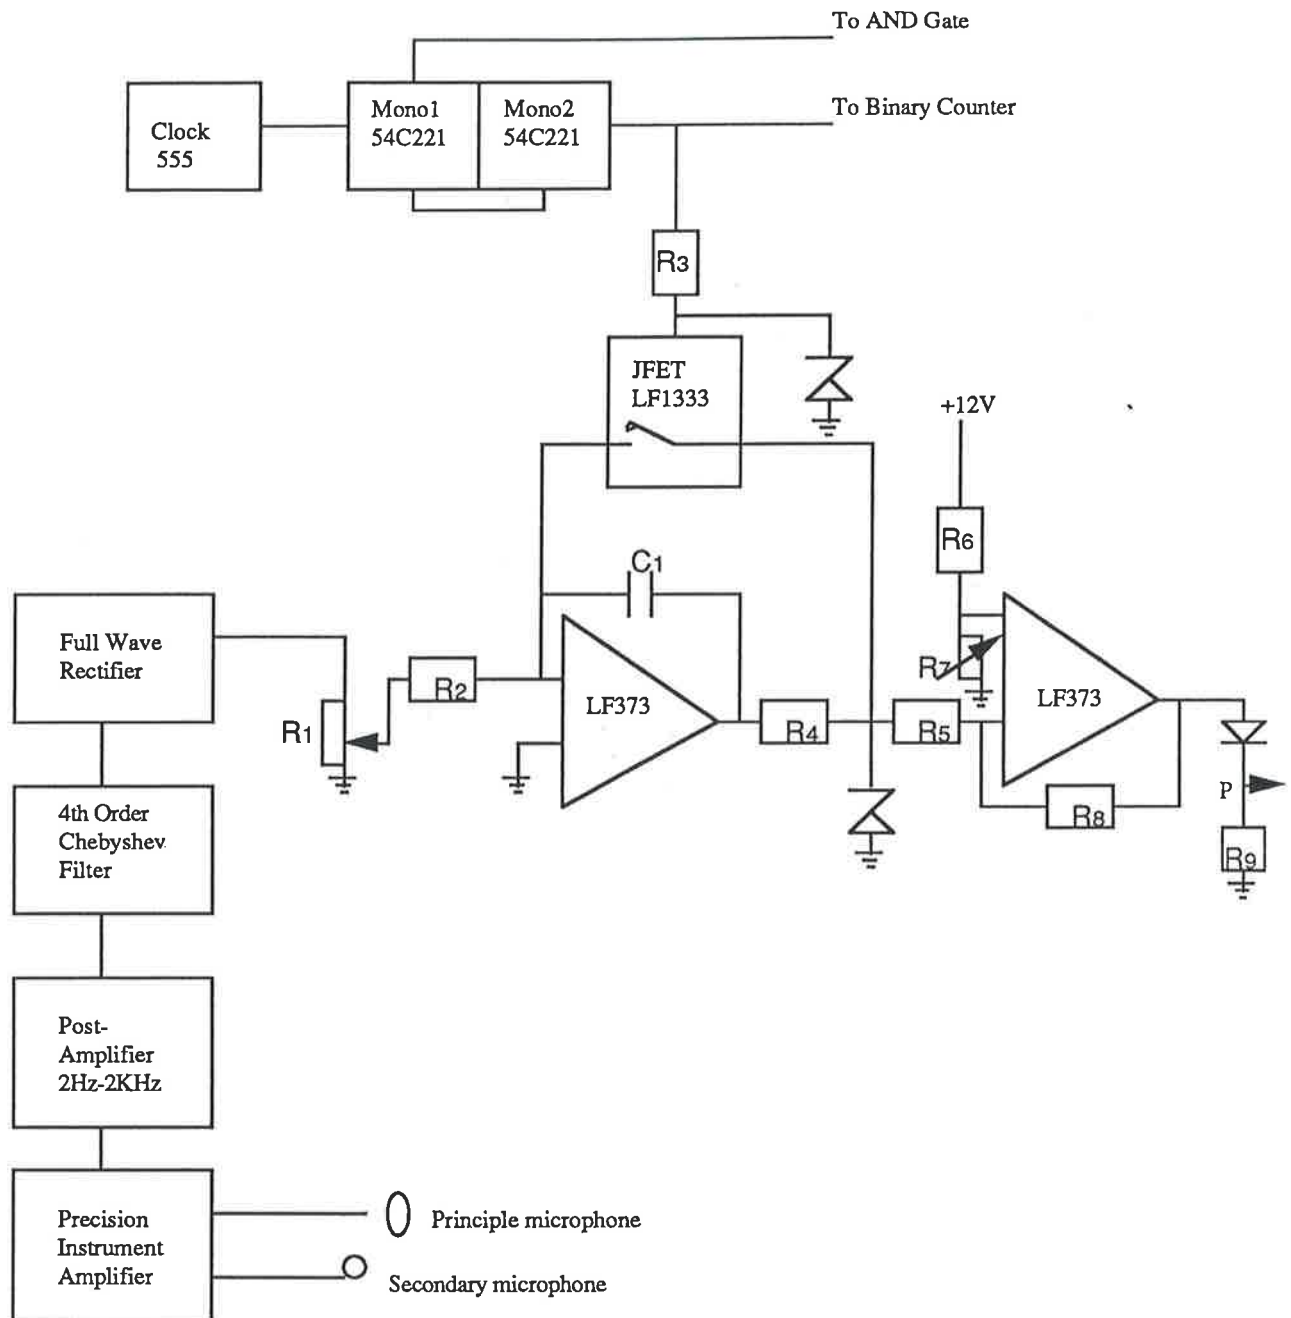 To AND Gate
Clock
555
Mono1
54C221
Mono2
54C221
To Binary Counter
R3
JFET
LF1333
+12V
R6
C1
Full Wave
Rectifier
R1
R2
LF373
R4
R5
R7
LF373
R8
P
R9
4th Order
Chebyshev
Filter
Post-
Amplifier
2Hz-2KHz
Precision
Instrument
Amplifier
Principle microphone
Secondary microphone